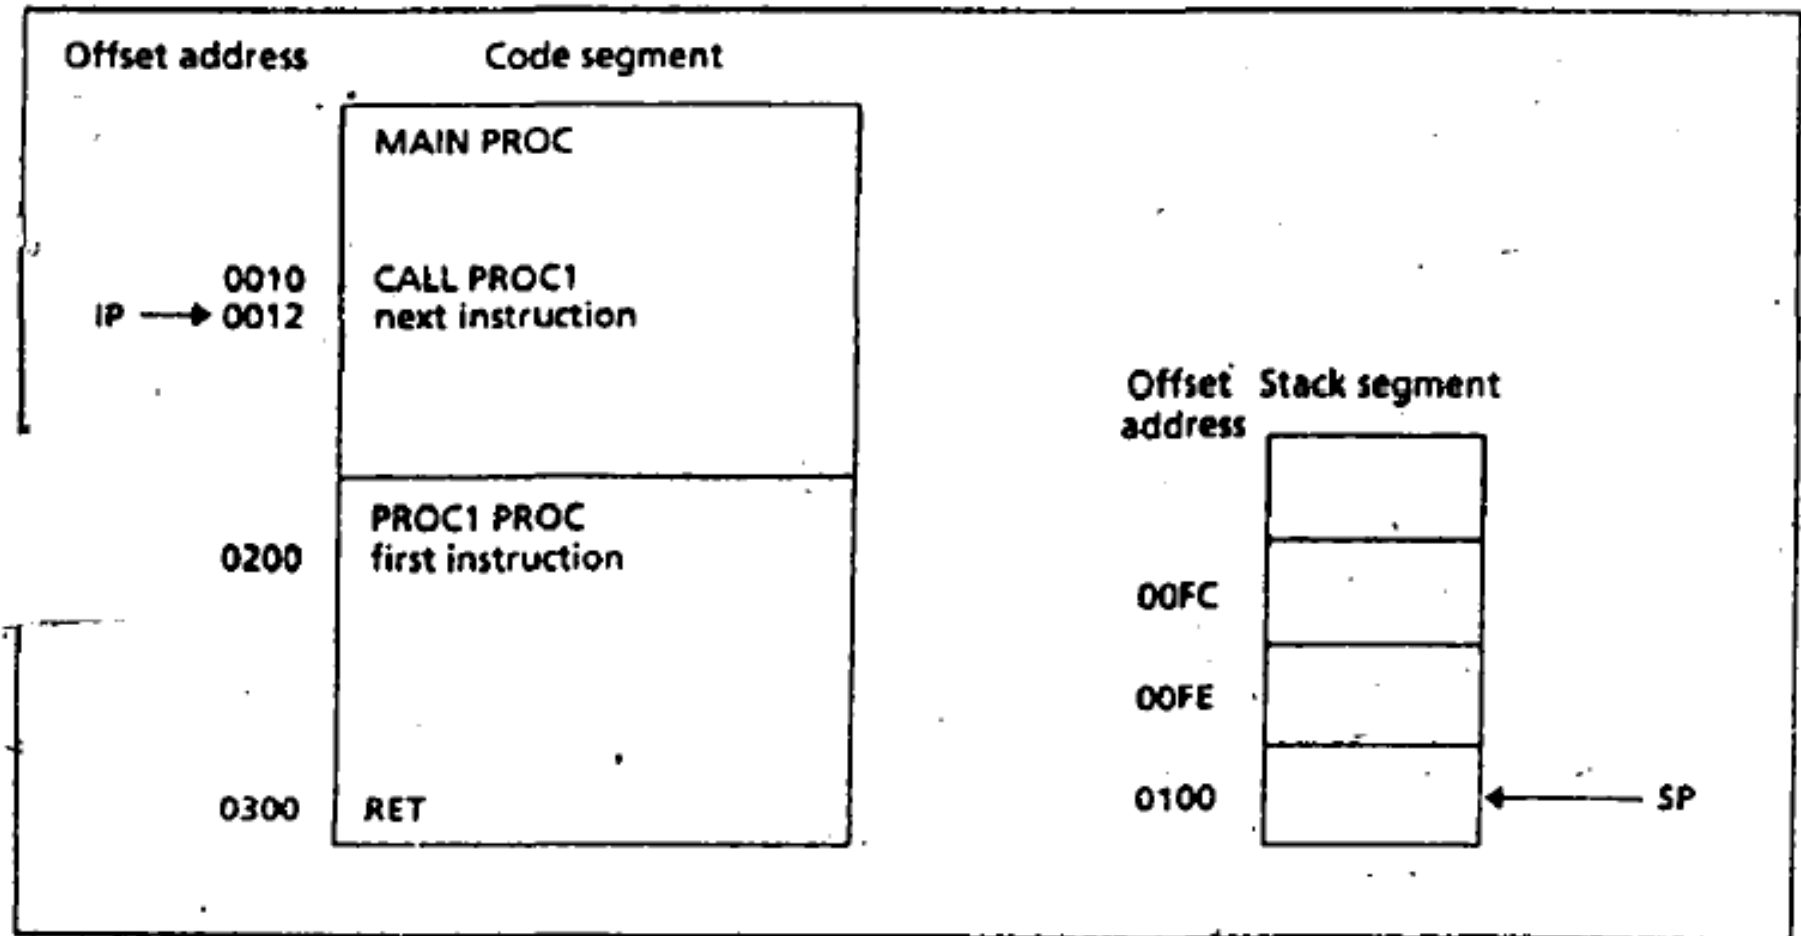 Offset address Code segment
MAIN PROC
0010 CALL PROC1
IP 0012 next instruction
PROC1 PROC
0200 first instruction
0300 RET
Offset Stack segment
address
00FC
00FE
0100 SP